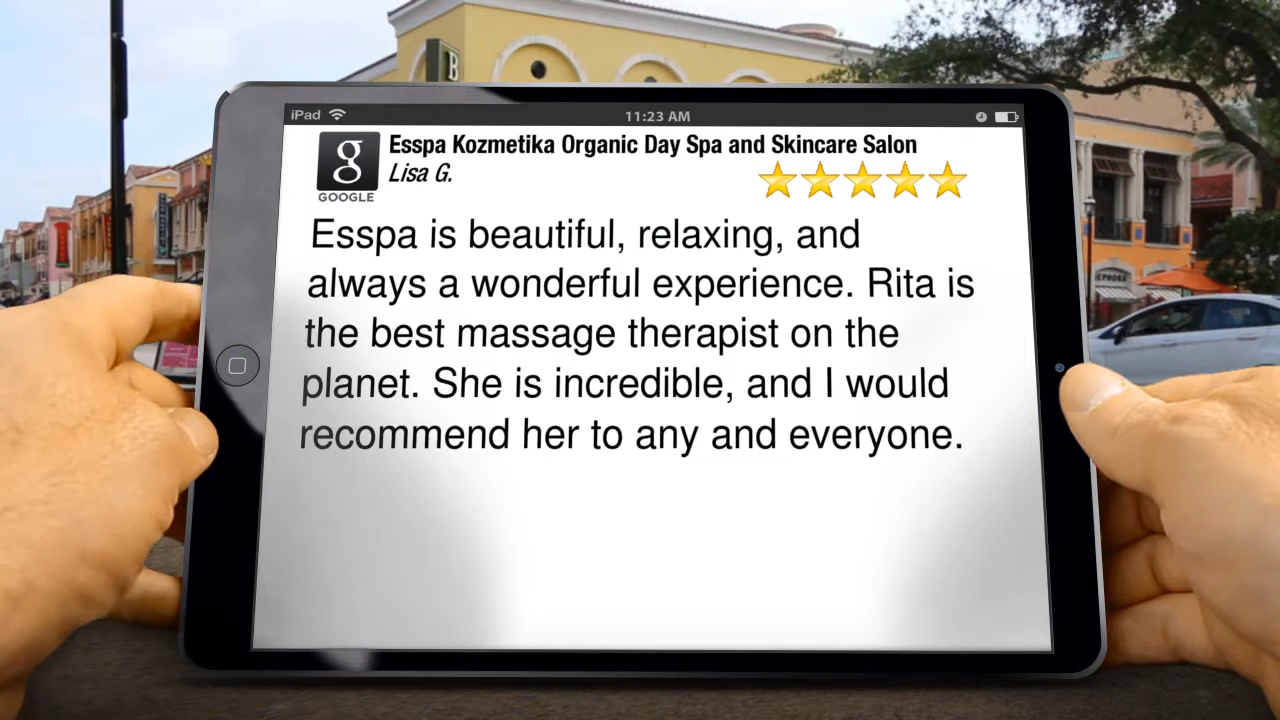 iPad 11:23 AM
g
GOOGLE
Esspa Kozmetika Organic Day Spa and Skincare Salon
Lisa G.
Esspa is beautiful, relaxing, and
always a wonderful experience. Rita is
the best massage therapist on the
planet. She is incredible, and I would
recommend her to any and everyone.
B
SEPHORA